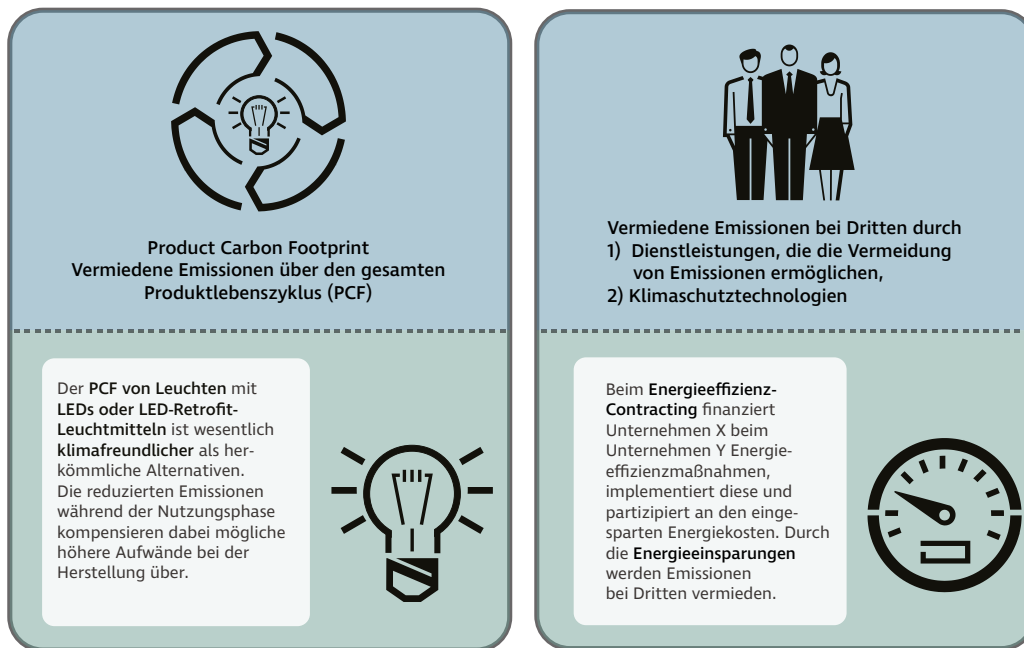 Product Carbon Footprint
Vermiedene Emissionen über den gesamten
Produktlebenszyklus (PCF)
Der PCF von Leuchten mit
LEDs oder LED-Retrofit-
Leuchtmitteln ist wesentlich
klimafreundlicher als her-
kömmliche Alternativen.
Die reduzierten Emissionen
während der Nutzungsphase
kompensieren dabei mögliche
höhere Aufwände bei der
Herstellung über.
Vermiedene Emissionen bei Dritten durch
1) Dienstleistungen, die die Vermeidung
von Emissionen ermöglichen,
2) Klimaschutztechnologien
Beim Energieeffizienz-
Contracting finanziert
Unternehmen X beim
Unternehmen Y Energie-
effizienzmaßnahmen,
implementiert diese und
partizipiert an den einge-
sparten Energiekosten. Durch
die Energieeinsparungen
werden Emissionen
bei Dritten vermieden.